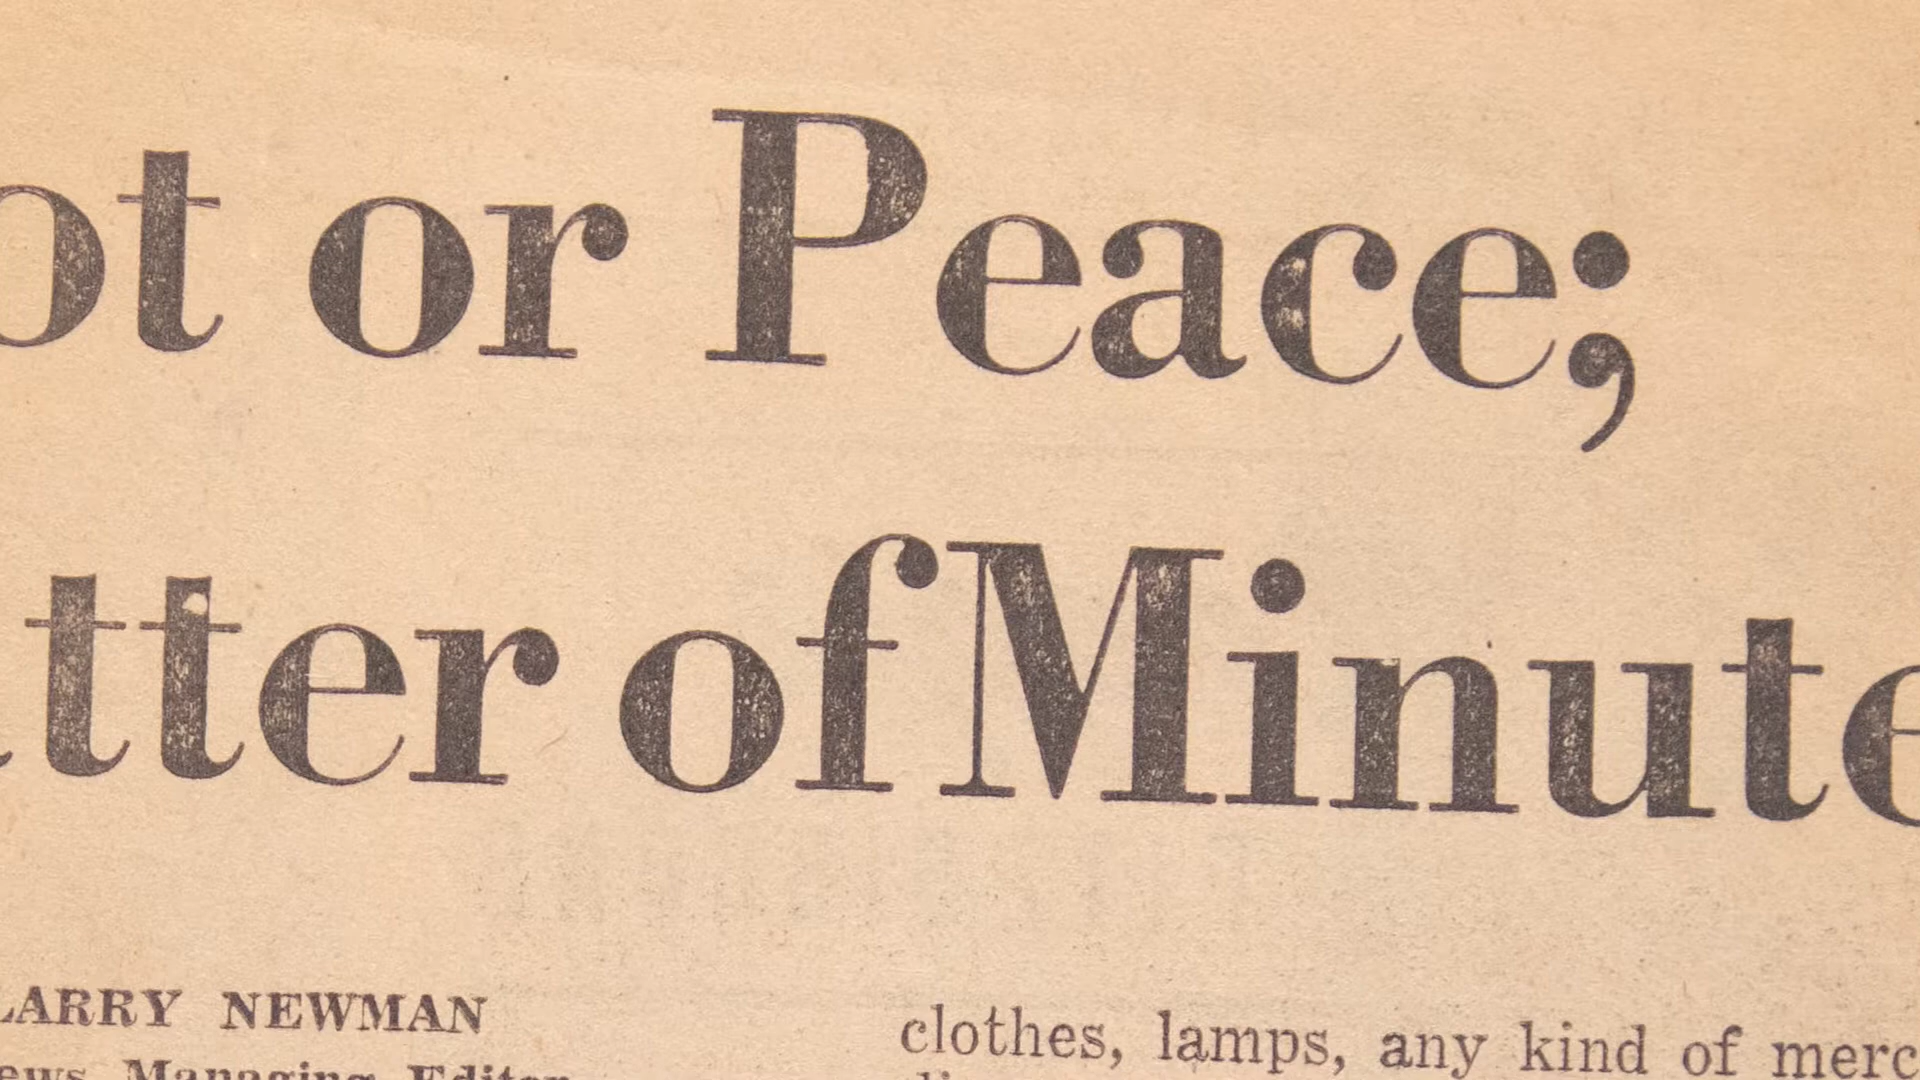 ot or Peace;
tter of Minute
LARRY NEWMAN
ews Managing Editor
clothes, lamps, any kind of merc